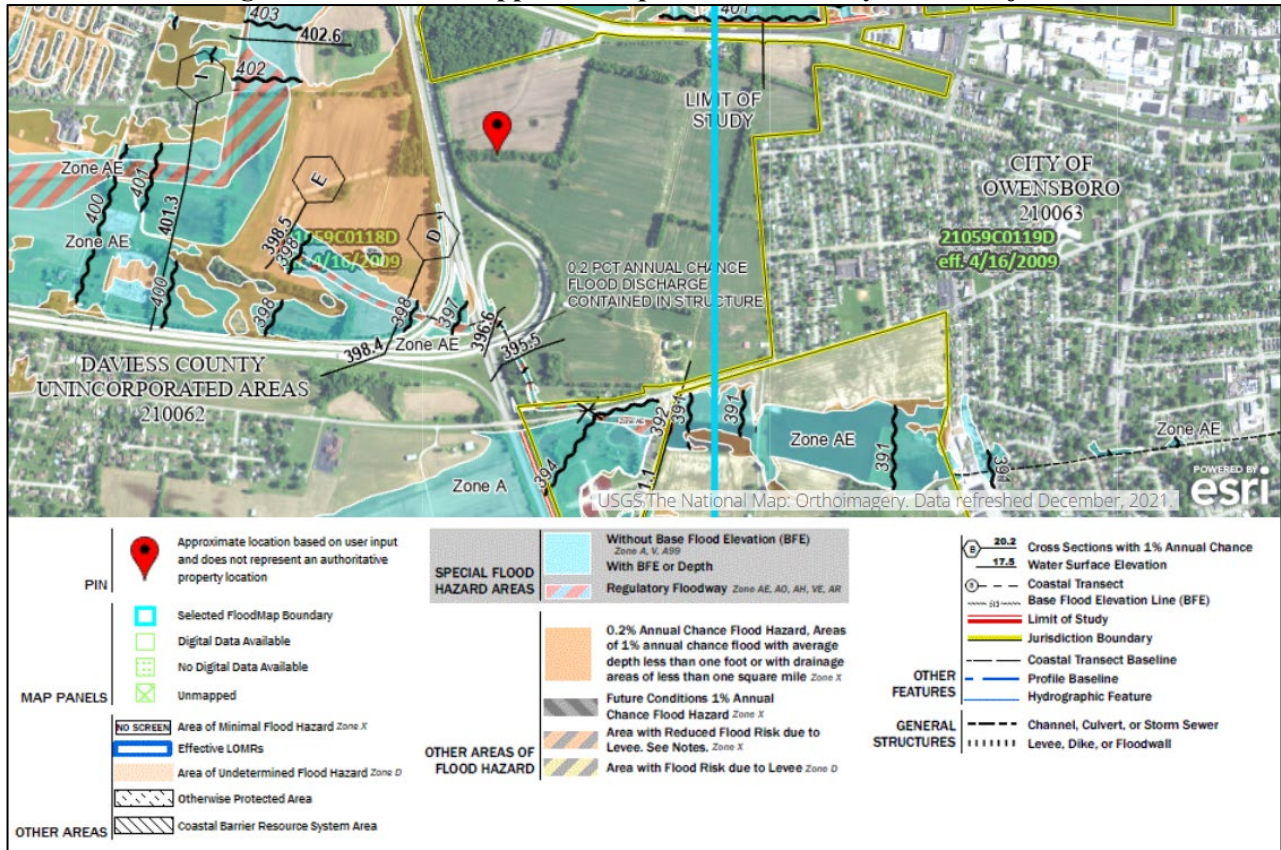 403
402.6
402
I
LIMIT OF
STUDY
Zone AE
401
400
401.3
E
CITY OF
OWENSBORO
210063
Zone AE
398.5
398
21059C0118D
eff. 4/16/2009
D
21059C0119D
eff. 4/16/2009
0.2 PCT ANNUAL CHANCE
FLOOD DISCHARGE
CONTAINED IN STRUCTURE
400
398
398
397
396.6
398.4
Zone AE
395.5
DAVIESS COUNTY
UNINCORPORATED AREAS
210062
392
391
391
Zone AE
391
Zone AE
391
394
Zone A
1.1
POWERED BY
esri
USGS The National Map: Orthoimagery. Data refreshed December, 2021.
PIN
Approximate location based on user input
and does not represent an authoritative
property location
MAP PANELS
Selected FloodMap Boundary
Digital Data Available
No Digital Data Available
Unmapped
OTHER AREAS
NO SCREEN Area of Minimal Flood Hazard Zone X
Effective LOMRs
Area of Undetermined Flood Hazard Zone D
Otherwise Protected Area
Coastal Barrier Resource System Area
SPECIAL FLOOD
HAZARD AREAS
Without Base Flood Elevation (BFE)
Zone A, V, A99
With BFE or Depth
Regulatory Floodway Zone AE, AO, AH, VE, AR
OTHER AREAS OF
FLOOD HAZARD
0.2% Annual Chance Flood Hazard, Areas
of 1% annual chance flood with average
depth less than one foot or with drainage
areas of less than one square mile Zone X
Future Conditions 1% Annual
Chance Flood Hazard Zone X
Area with Reduced Flood Risk due to
Levee. See Notes. Zone X
Area with Flood Risk due to Levee Zone D
OTHER
FEATURES
B 20.2 Cross Sections with 1% Annual Chance
17.5 Water Surface Elevation
8 Coastal Transect
513 Base Flood Elevation Line (BFE)
Limit of Study
Jurisdiction Boundary
Coastal Transect Baseline
Profile Baseline
Hydrographic Feature
GENERAL
STRUCTURES
Channel, Culvert, or Storm Sewer
Levee, Dike, or Floodwall